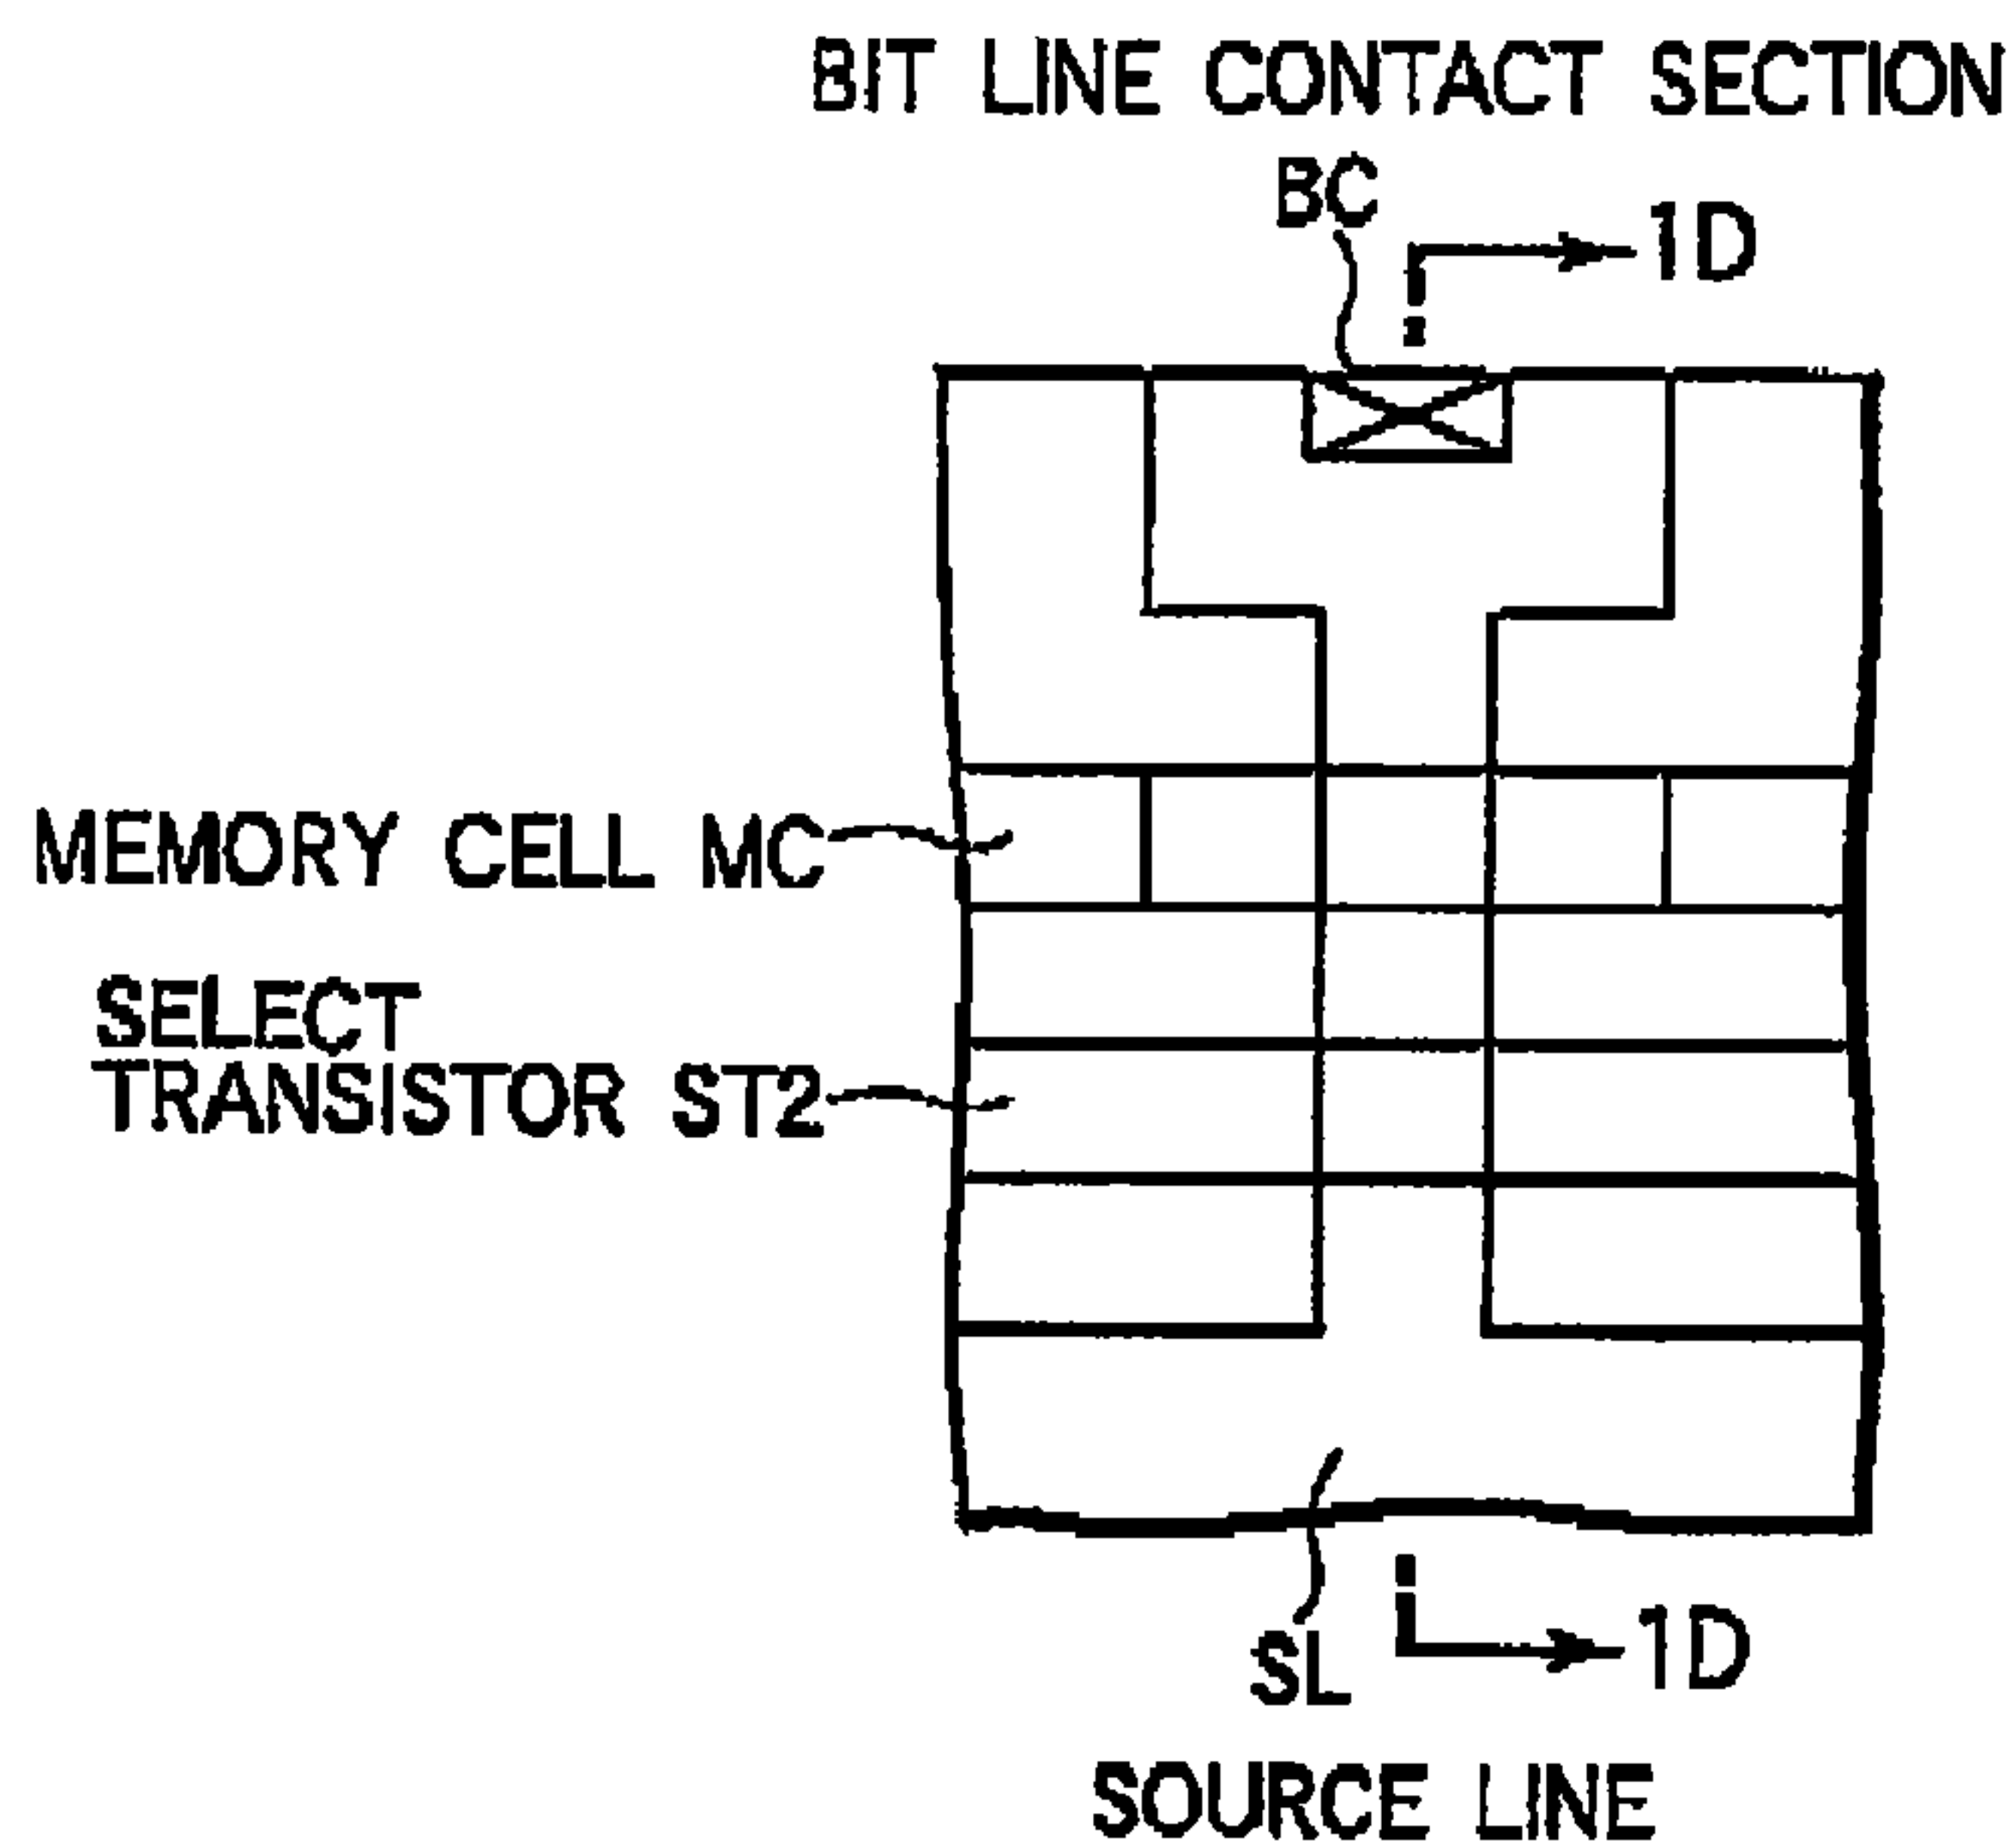 BIT LINE CONTACT SECTION
BC
1D
MEMORY CELL MC
SELECT
TRANSISTOR ST2
1D
SL
SOURCE LINE